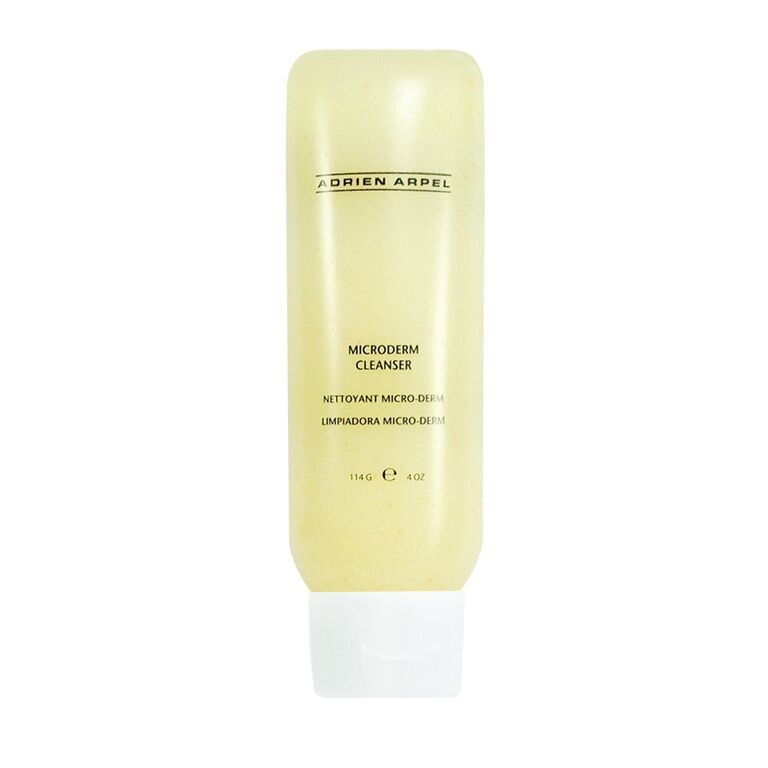 ADRIEN ARPEL
MICRODERM
CLEANSER
NETTOYANT MICRO-DERM
LIMPIADORA MICRO-DERM
114 G ℮ 4 OZ